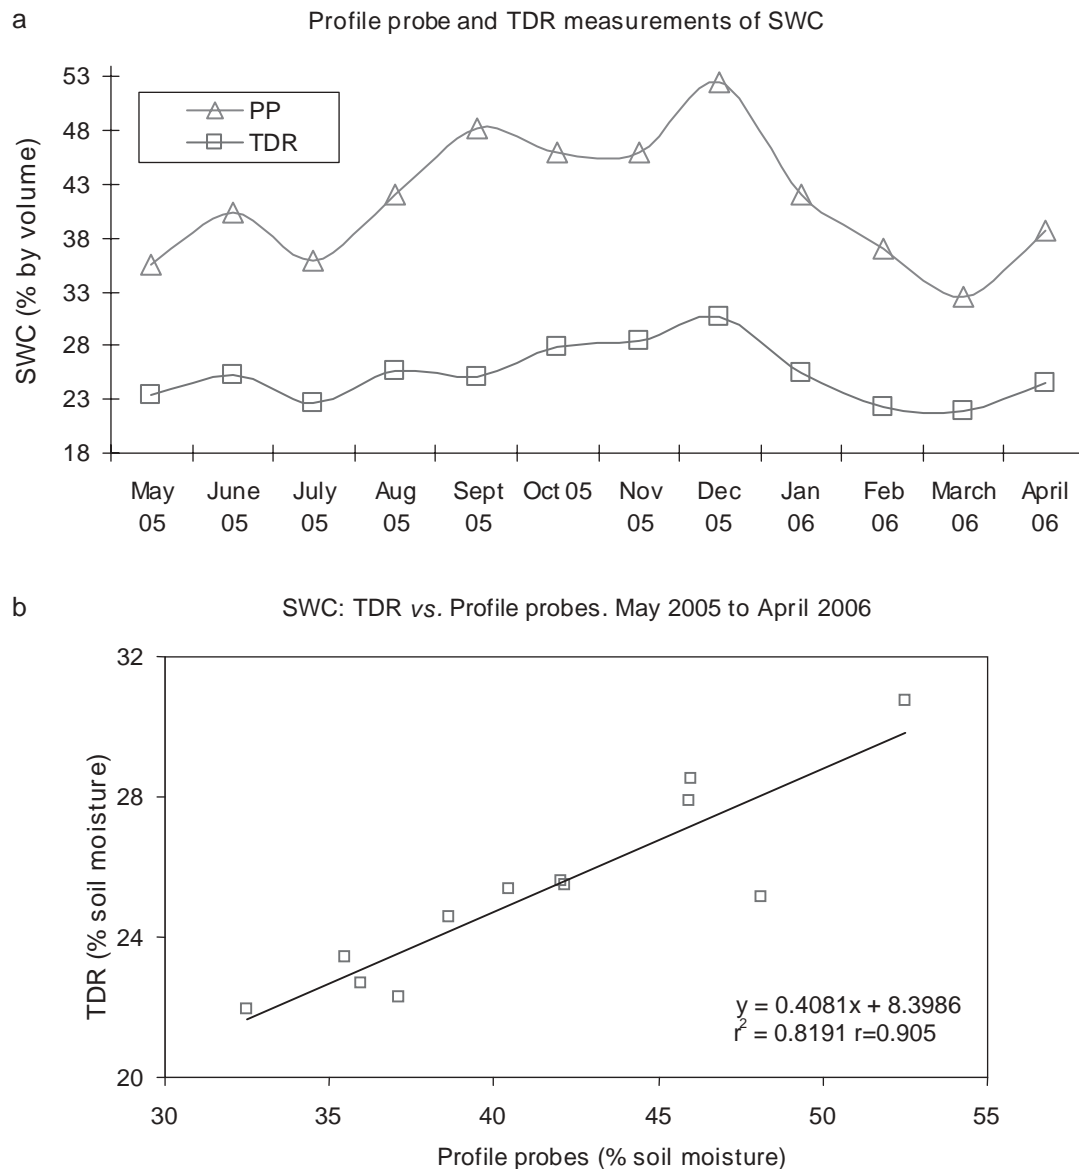 a
Profile probe and TDR measurements of SWC
SWC (% by volume)
53
48
43
38
33
28
23
18
PP
TDR
May 05
June 05
July 05
Aug 05
Sept 05
Oct 05
Nov 05
Dec 05
Jan 06
Feb 06
March 06
April 06
b
SWC: TDR vs. Profile probes. May 2005 to April 2006
TDR (% soil moisture)
32
28
24
20
y = 0.4081x + 8.3986
r² = 0.8191 r=0.905
30
35
40
45
50
55
Profile probes (% soil moisture)